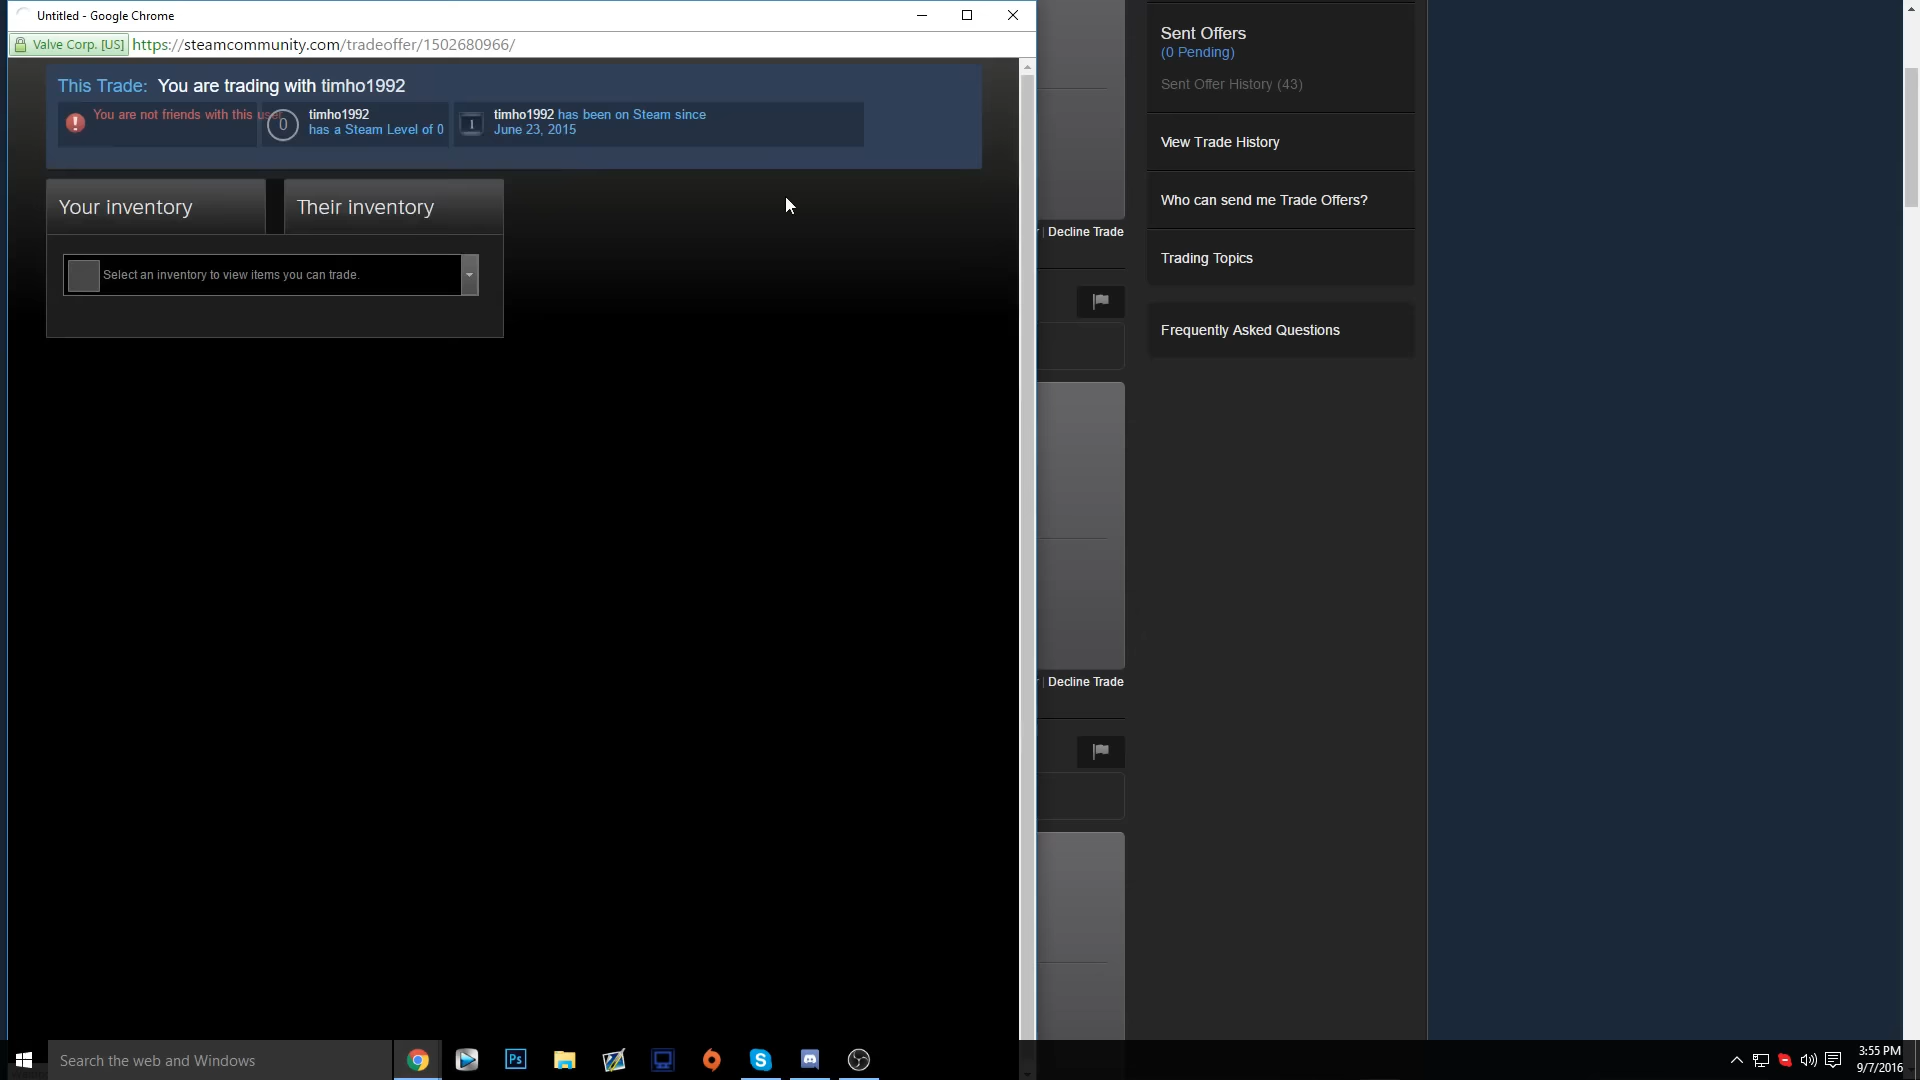 Untitled - Google Chrome
Valve Corp. [US] https://steamcommunity.com/tradeoffer/1502680966/
This Trade: You are trading with timho1992
You are not friends with this user
0
timho1992
has a Steam Level of 0
1
timho1992 has been on Steam since
June 23, 2015
Your inventory
Their inventory
Select an inventory to view items you can trade.
Sent Offers
(0 Pending)
Sent Offer History (43)
View Trade History
Who can send me Trade Offers?
Trading Topics
Frequently Asked Questions
| Decline Trade
| Decline Trade
Search the web and Windows
Ps
S
3:55 PM
9/7/2016